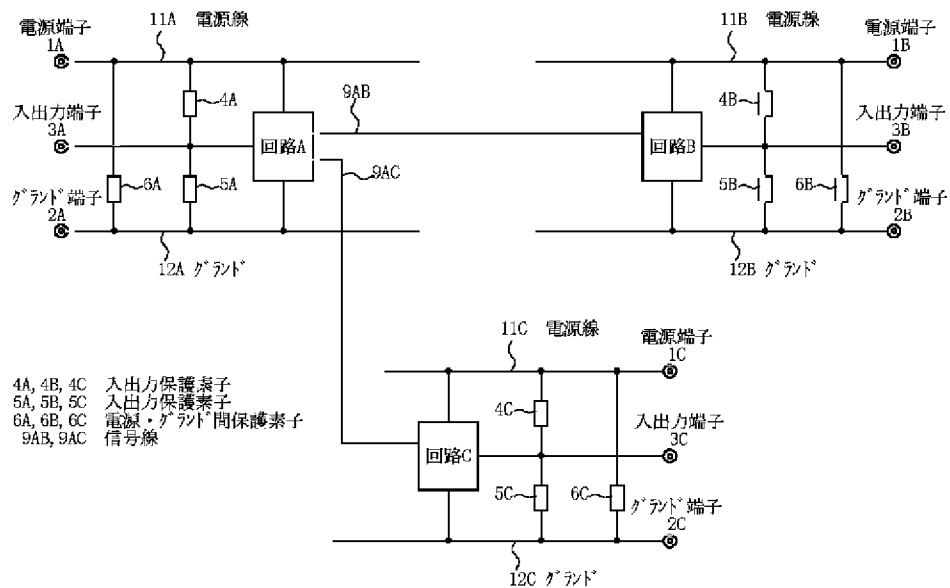 電源端子
1A
11A 電源線
11B 電源線
電源端子
1B
4A
9AB
4B
入出力端子
3A
回路A
回路B
入出力端子
3B
9AC
6A
5A
5B
6B
グランド端子
2A
グランド端子
2B
12A グランド
12B グランド
11C 電源線
電源端子
1C
4A, 4B, 4C 入出力保護素子
5A, 5B, 5C 入出力保護素子
6A, 6B, 6C 電源・グランド間保護素子
9AB, 9AC 信号線
4C
入出力端子
3C
回路C
5C
6C
グランド端子
2C
12C グランド